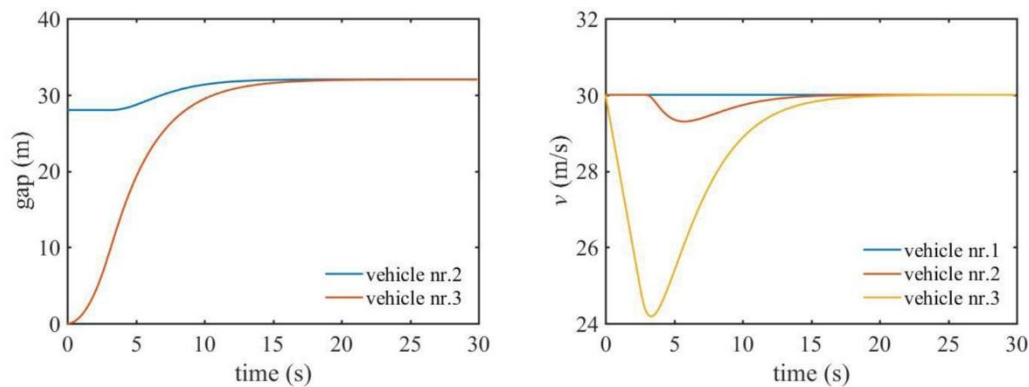 40
30
20
10
0
gap (m)
0 5 10 15 20 25 30
time (s)
vehicle nr.2
vehicle nr.3
32
30
28
26
24
v (m/s)
0 5 10 15 20 25 30
time (s)
vehicle nr.1
vehicle nr.2
vehicle nr.3